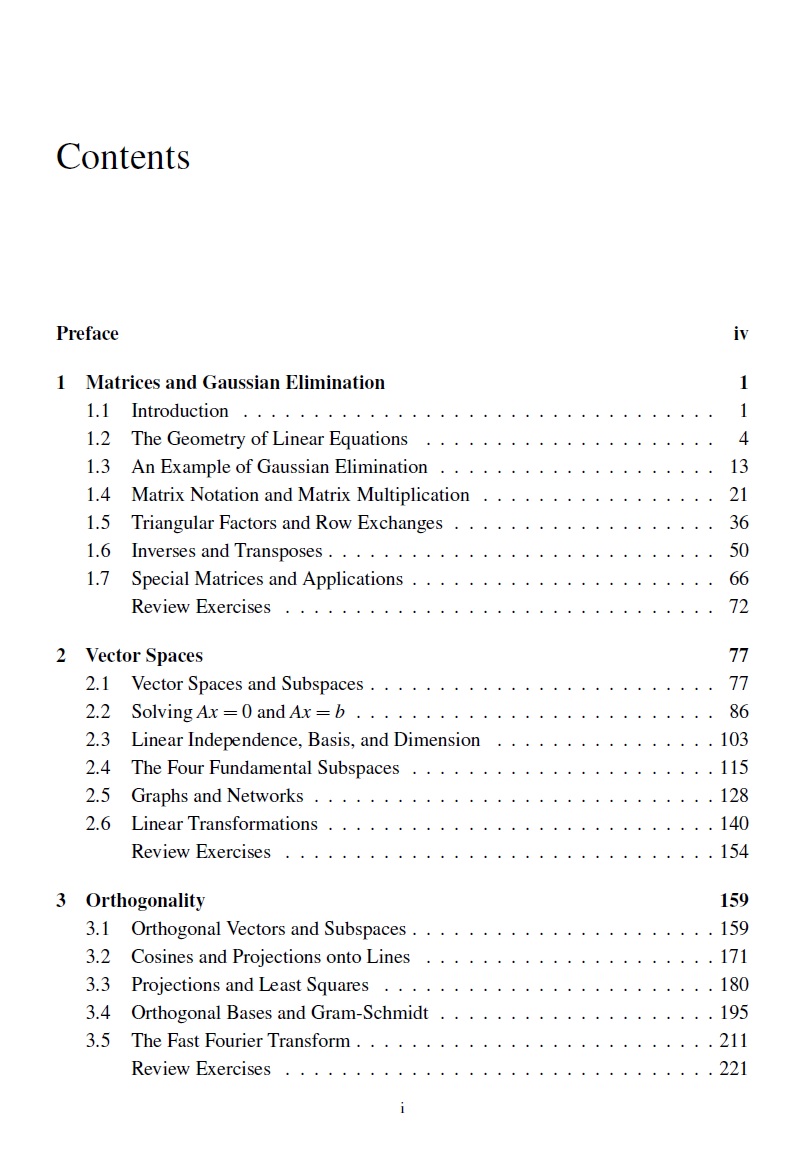 Contents
Preface iv
1 Matrices and Gaussian Elimination 1
1.1 Introduction . . . . . . . . . . . . . . . . . . . . . . . . . . . . . . . . . . 1
1.2 The Geometry of Linear Equations . . . . . . . . . . . . . . . . . . . . . 4
1.3 An Example of Gaussian Elimination . . . . . . . . . . . . . . . . . . . . 13
1.4 Matrix Notation and Matrix Multiplication . . . . . . . . . . . . . . . . . 21
1.5 Triangular Factors and Row Exchanges . . . . . . . . . . . . . . . . . . . 36
1.6 Inverses and Transposes . . . . . . . . . . . . . . . . . . . . . . . . . . . . 50
1.7 Special Matrices and Applications . . . . . . . . . . . . . . . . . . . . . . 66
Review Exercises . . . . . . . . . . . . . . . . . . . . . . . . . . . . . . . 72
2 Vector Spaces 77
2.1 Vector Spaces and Subspaces . . . . . . . . . . . . . . . . . . . . . . . . . 77
2.2 Solving Ax = 0 and Ax = b . . . . . . . . . . . . . . . . . . . . . . . . . . 86
2.3 Linear Independence, Basis, and Dimension . . . . . . . . . . . . . . . . 103
2.4 The Four Fundamental Subspaces . . . . . . . . . . . . . . . . . . . . . . 115
2.5 Graphs and Networks . . . . . . . . . . . . . . . . . . . . . . . . . . . . . 128
2.6 Linear Transformations . . . . . . . . . . . . . . . . . . . . . . . . . . . . 140
Review Exercises . . . . . . . . . . . . . . . . . . . . . . . . . . . . . . . 154
3 Orthogonality 159
3.1 Orthogonal Vectors and Subspaces . . . . . . . . . . . . . . . . . . . . . . 159
3.2 Cosines and Projections onto Lines . . . . . . . . . . . . . . . . . . . . . 171
3.3 Projections and Least Squares . . . . . . . . . . . . . . . . . . . . . . . . 180
3.4 Orthogonal Bases and Gram-Schmidt . . . . . . . . . . . . . . . . . . . . 195
3.5 The Fast Fourier Transform . . . . . . . . . . . . . . . . . . . . . . . . . . 211
Review Exercises . . . . . . . . . . . . . . . . . . . . . . . . . . . . . . . 221
i